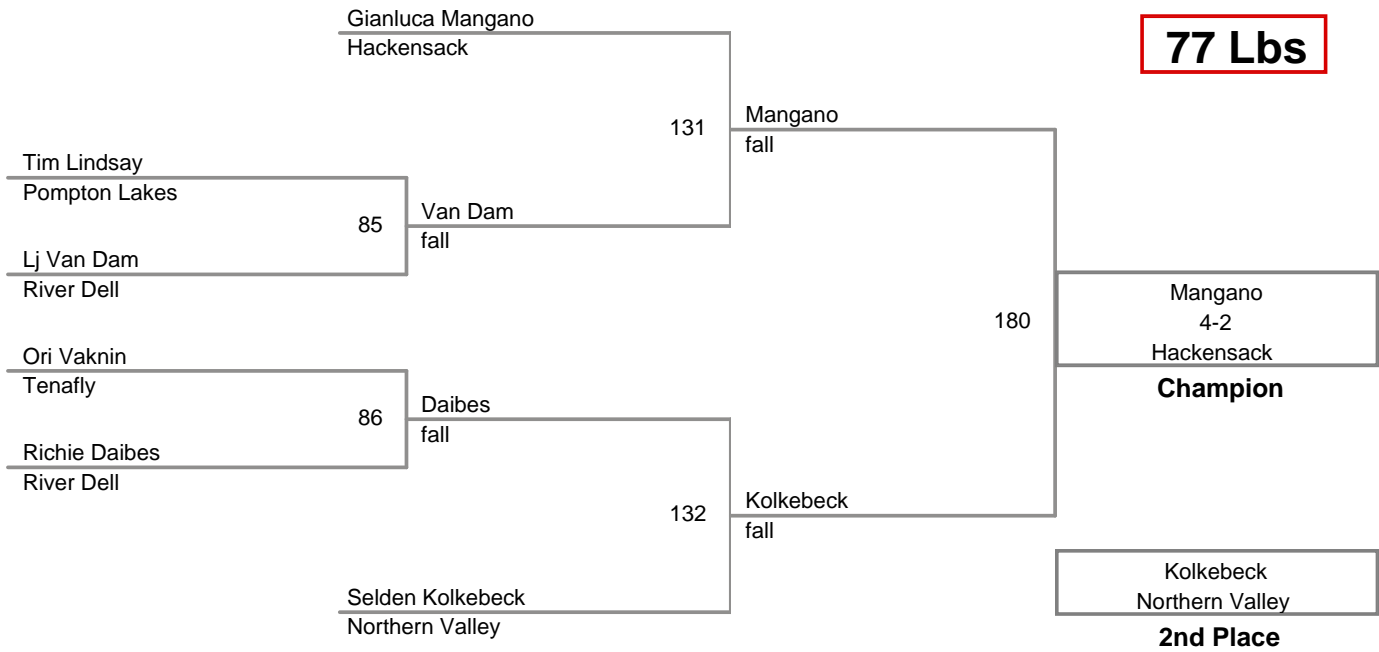 Gianluca Mangano
Hackensack
77 Lbs
131
Mangano
fall
Tim Lindsay
Pompton Lakes
85
Van Dam
fall
Lj Van Dam
River Dell
180
Mangano
4-2
Hackensack
Champion
Ori Vaknin
Tenafly
86
Daibes
fall
Richie Daibes
River Dell
132
Kolkebeck
fall
Selden Kolkebeck
Northern Valley
Kolkebeck
Northern Valley
2nd Place